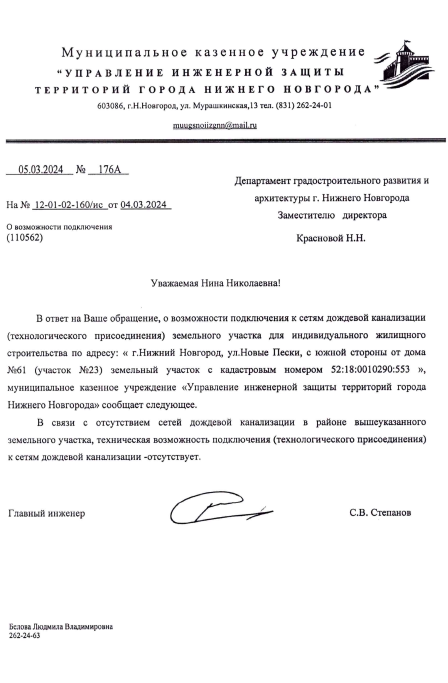 Муниципальное казенное учреждение
"УПРАВЛЕНИЕ ИНЖЕНЕРНОЙ ЗАЩИТЫ
ТЕРРИТОРИЙ ГОРОДА НИЖНЕГО НОВГОРОДА"
603086, г.Н.Новгород, ул. Мурашкинская,13 тел. (831) 262-24-01
muugsnoiizgnn@mail.ru
05.03.2024 № 176А
Департамент градостроительного развития и
архитектуры г. Нижнего Новгорода
Заместителю директора
На № 12-01-02-160/ис от 04.03.2024
О возможности подключения
(110562)
Красновой Н.Н.
Уважаемая Нина Николаевна!
В ответ на Ваше обращение, о возможности подключения к сетям дождевой канализации
(технологического присоединения) земельного участка для индивидуального жилищного
строительства по адресу: « г.Нижний Новгород, ул.Новые Пески, с южной стороны от дома
№61 (участок №23) земельный участок с кадастровым номером 52:18:0010290:553 »,
муниципальное казенное учреждение «Управление инженерной защиты территорий города
Нижнего Новгорода» сообщает следующее.
В связи с отсутствием сетей дождевой канализации в районе вышеуказанного
земельного участка, техническая возможность подключения (технологического присоединения)
к сетям дождевой канализации -отсутствует.
Главный инженер С.В. Степанов
Белова Людмила Владимировна
262-24-63